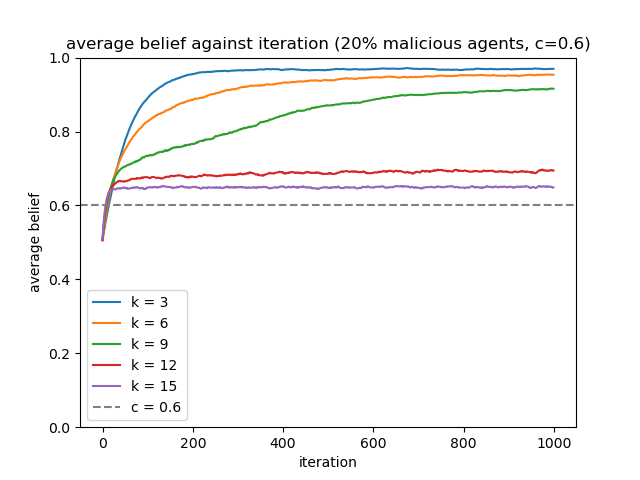 average belief against iteration (20% malicious agents, c=0.6)
1.0
0.8
0.6
0.4
0.2
0.0
average belief
k = 3
k = 6
k = 9
k = 12
k = 15
c = 0.6
0 200 400 600 800 1000
iteration